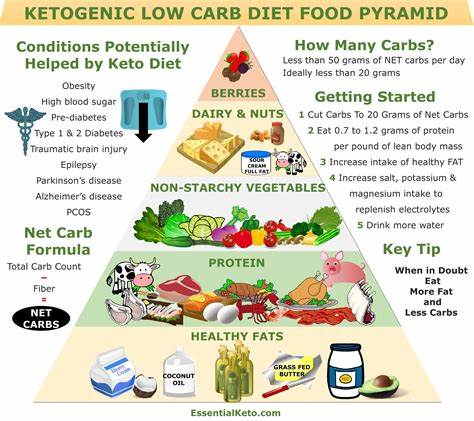 KETOGENIC LOW CARB DIET FOOD PYRAMID
Conditions Potentially
Helped by Keto Diet
Obesity
High blood sugar
Pre-diabetes
Type 1 & 2 Diabetes
Traumatic brain injury
Epilepsy
Parkinson's disease
Alzheimer's disease
PCOS
Net Carb
Formula
Total Carb Count
—
Fiber
=
NET
CARBS
BERRIES
DAIRY & NUTS
SOUR
CREAM
FULL FAT
NON-STARCHY VEGETABLES
PROTEIN
HEALTHY FATS
Heavy
Cream
COCONUT
OIL
GRASS FED
BUTTER
MAYO
EssentialKeto.com
How Many Carbs?
Less than 50 grams of NET carbs per day
Ideally less than 20 grams
Getting Started
1 Cut Carbs To 20 Grams of Net Carbs
2 Eat 0.7 to 1.2 grams of protein
per pound of lean body mass
3 Increase intake of healthy FAT
4 Increase salt, potassium &
magnesium intake to
replenish electrolytes
5 Drink more water
Key Tip
When in Doubt
Eat
More Fat
and
Less Carbs